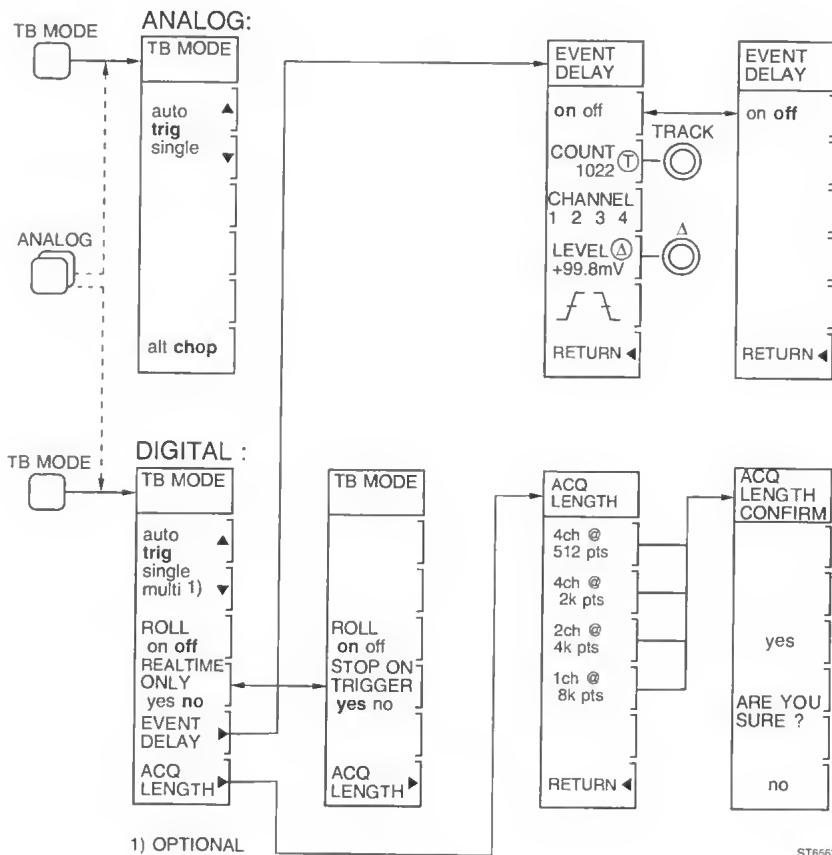 ANALOG:
TB MODE
TB MODE
auto
trig
single
ANALOG
alt chop
EVENT
DELAY
on off
COUNT T
1022
TRACK
CHANNEL
1 2 3 4
LEVEL Δ
+99.8mV
Δ
RETURN
EVENT
DELAY
on off
RETURN
DIGITAL :
TB MODE
TB MODE
auto
trig
single
multi 1)
ROLL
on off
REALTIME
ONLY
yes no
EVENT
DELAY
ACQ
LENGTH
TB MODE
ROLL
on off
STOP ON
TRIGGER
yes no
ACQ
LENGTH
ACQ
LENGTH
4ch @
512 pts
4ch @
2k pts
2ch @
4k pts
1ch @
8k pts
RETURN
ACQ
LENGTH
CONFIRM
yes
ARE YOU
SURE ?
no
1) OPTIONAL